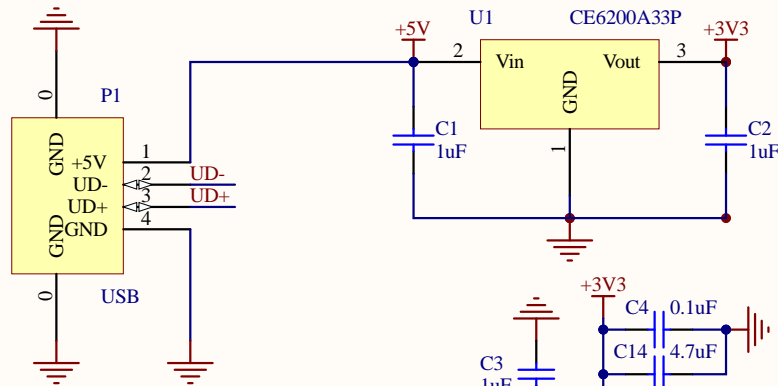 U1 CE6200A33P
+5V +3V3
2 Vin Vout 3
GND
1
C1
1uF
C2
1uF
0
P1
GND
+5V 1
UD- 2 UD-
UD+ 3 UD+
GND GND 4
0
USB
+3V3
C4 0.1uF
C14 4.7uF
C3
1uF